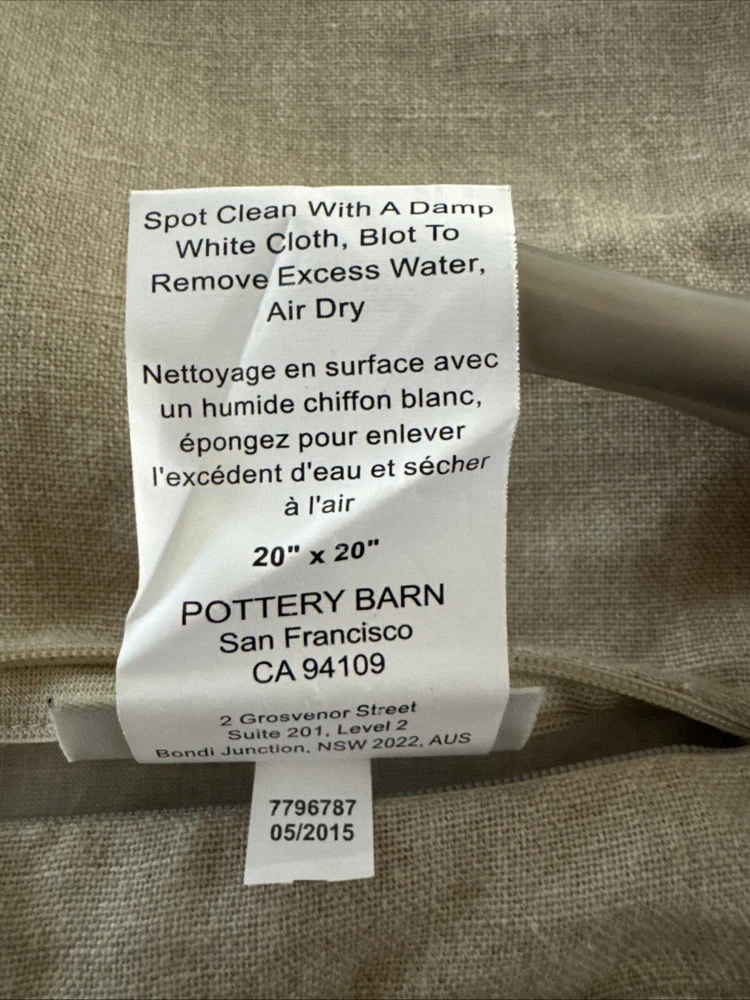 Spot Clean With A Damp
White Cloth, Blot To
Remove Excess Water,
Air Dry
Nettoyage en surface avec
un humide chiffon blanc,
épongez pour enlever
l'excédent d'eau et sécher
à l'air
20" x 20"
POTTERY BARN
San Francisco
CA 94109
2 Grosvenor Street
Suite 201, Level 2
Bondi Junction, NSW 2022, AUS
7796787
05/2015